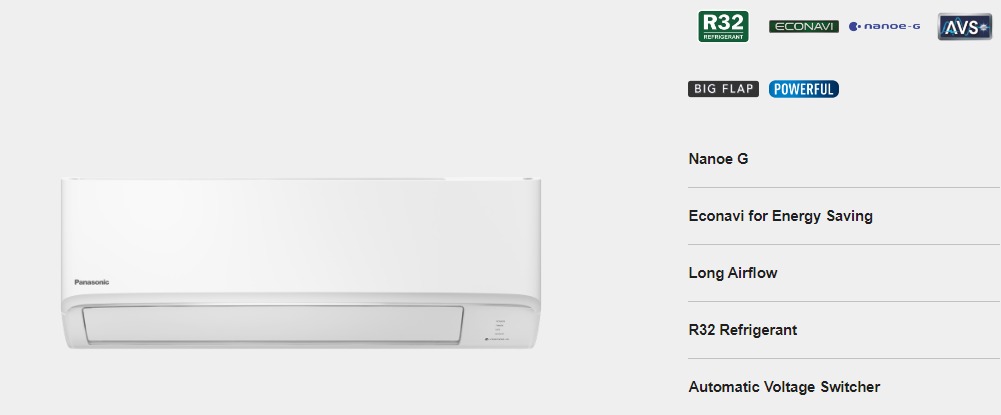 R32
REFRIGERANT
ECONAVI
nanoe-G
AVS
BIG FLAP
POWERFUL
Nanoe G
Econavi for Energy Saving
Long Airflow
R32 Refrigerant
Automatic Voltage Switcher
Panasonic